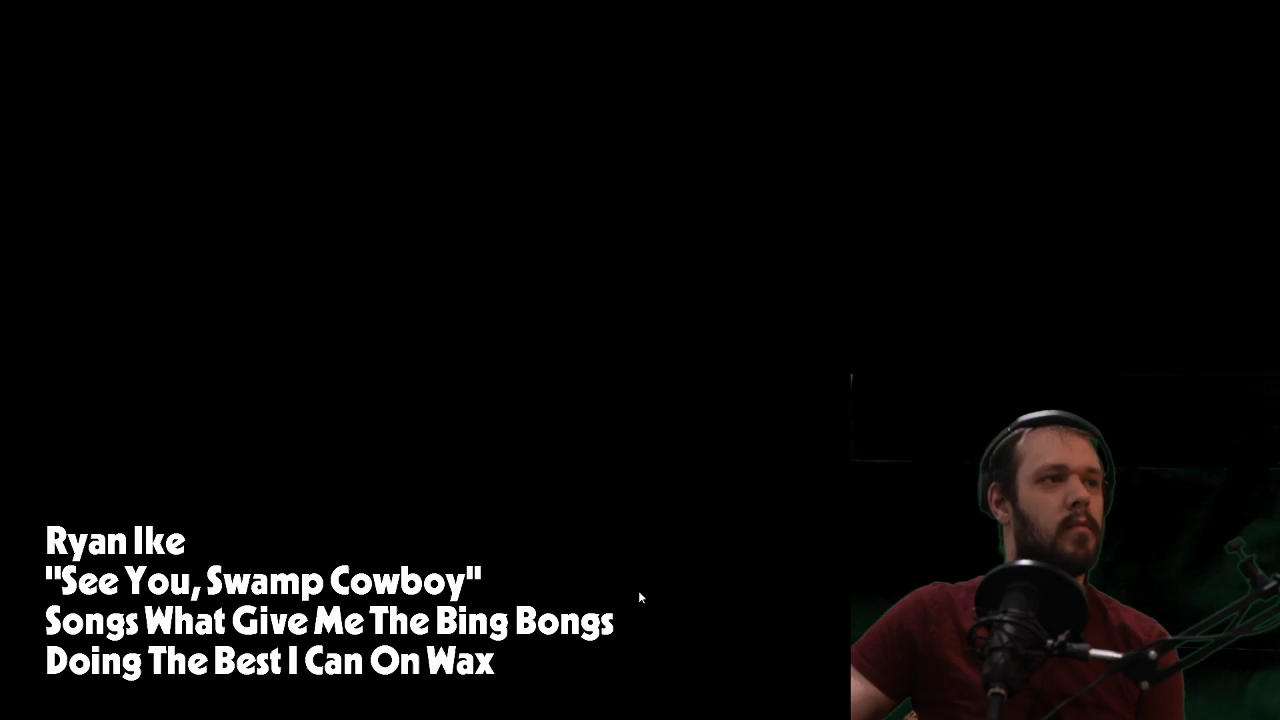 Ryan Ike
"See You, Swamp Cowboy"
Songs What Give Me The Bing Bongs
Doing The Best I Can On Wax